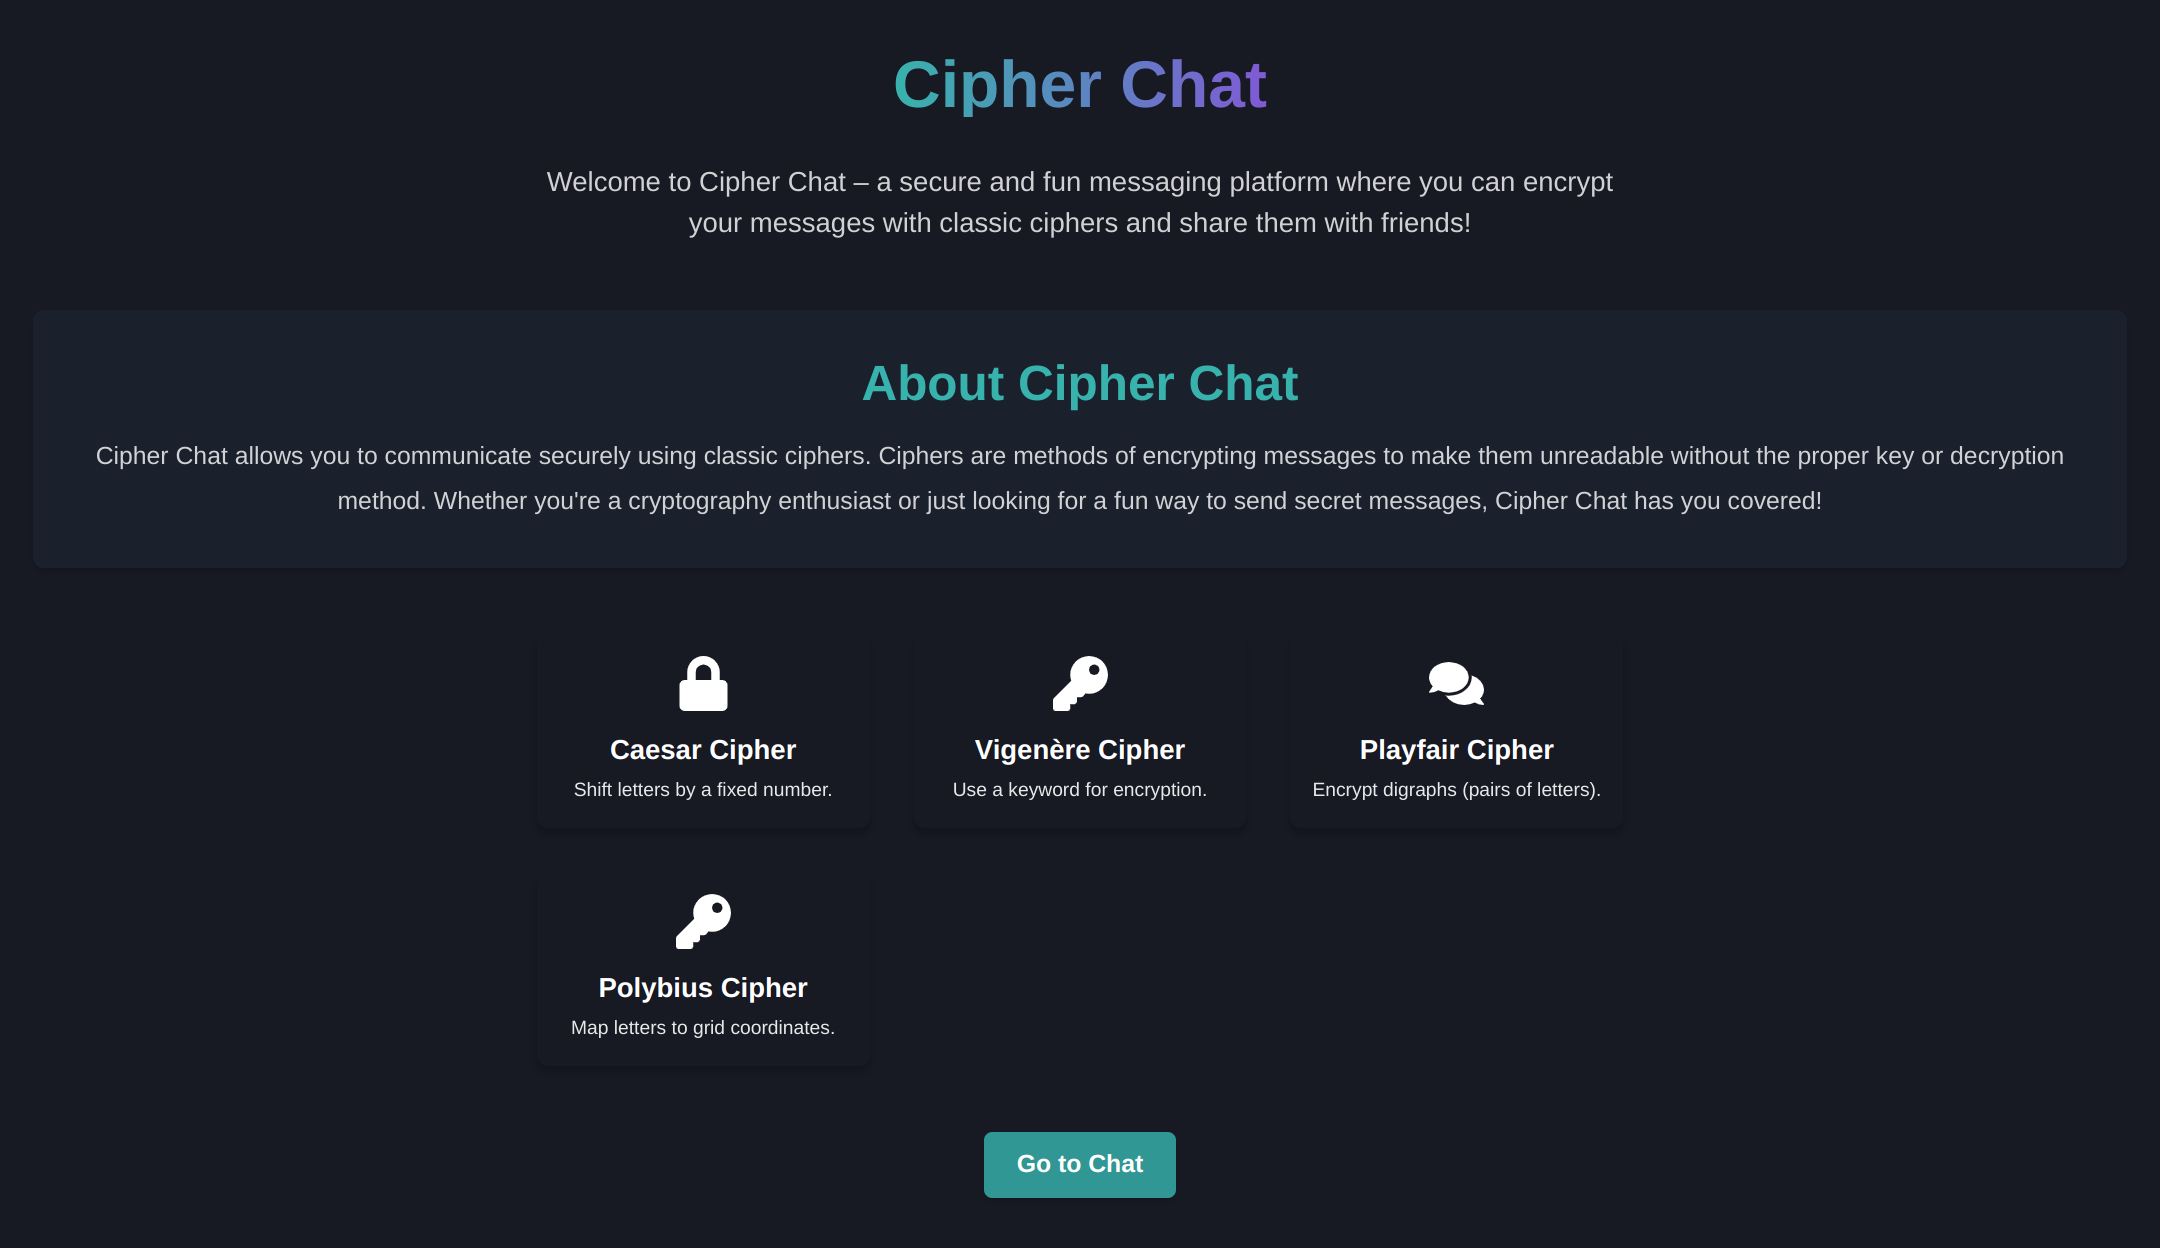 Cipher Chat
Welcome to Cipher Chat – a secure and fun messaging platform where you can encrypt
your messages with classic ciphers and share them with friends!
About Cipher Chat
Cipher Chat allows you to communicate securely using classic ciphers. Ciphers are methods of encrypting messages to make them unreadable without the proper key or decryption
method. Whether you're a cryptography enthusiast or just looking for a fun way to send secret messages, Cipher Chat has you covered!
Caesar Cipher
Shift letters by a fixed number.
Vigenère Cipher
Use a keyword for encryption.
Playfair Cipher
Encrypt digraphs (pairs of letters).
Polybius Cipher
Map letters to grid coordinates.
Go to Chat